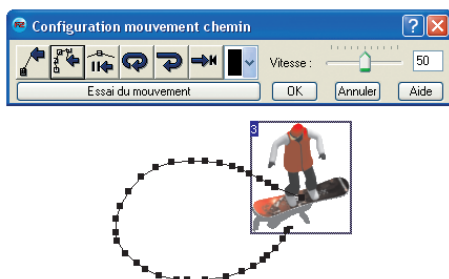 Configuration mouvement chemin
Vitesse :
50
Essai du mouvement
OK
Annuler
Aide
3